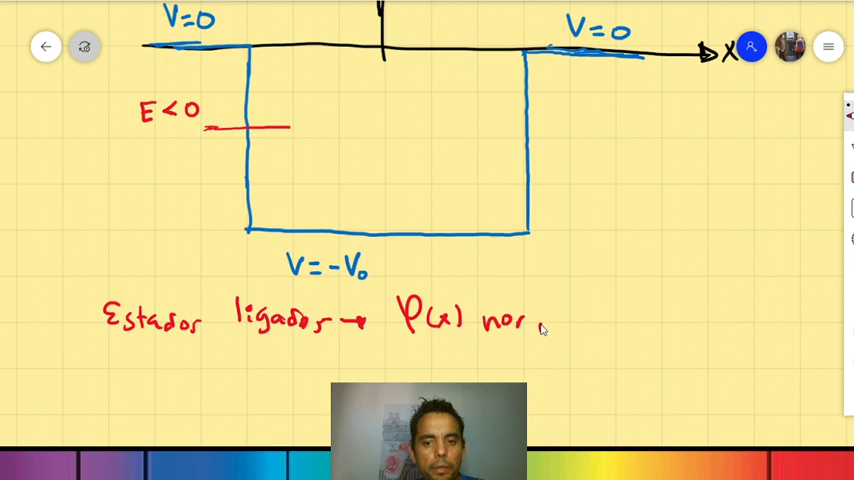 V=0
V=0
X
E<0
V=-V₀
Estados ligados → φ(x) nor